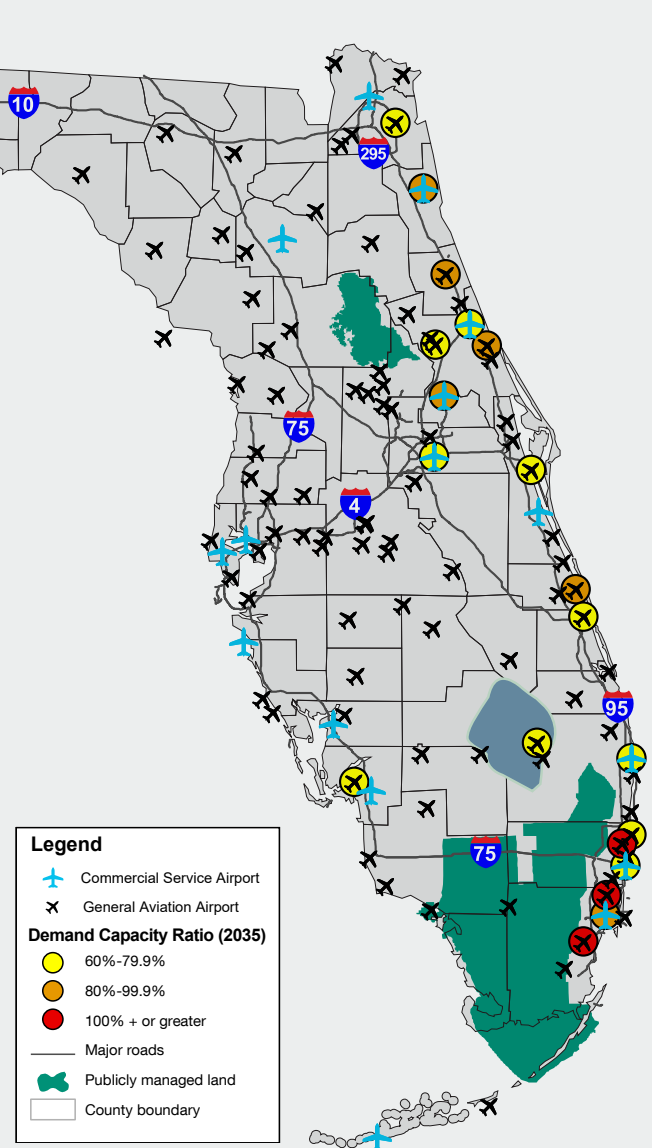 10
295
75
4
95
75
Legend
Commercial Service Airport
General Aviation Airport
Demand Capacity Ratio (2035)
60%-79.9%
80%-99.9%
100% + or greater
Major roads
Publicly managed land
County boundary